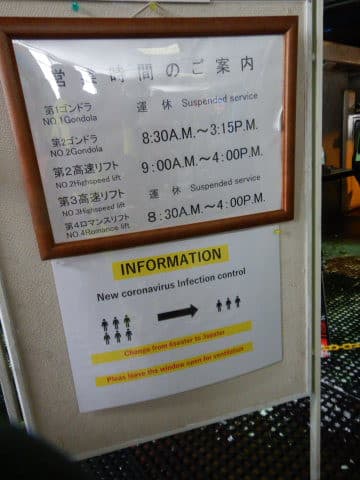 営業時間のご案内
第1ゴンドラ 運 休 Suspended service
NO.1Gondola
第2ゴンドラ 8:30A.M.～3:15P.M.
NO.2Gondola
第2高速リフト 9:00A.M.～4:00P.M.
NO.2Highspeed lift
第3高速リフト 運 休 Suspended service
NO.3Highspeed lift
第4ロマンスリフト 8:30A.M.～4:00P.M.
NO.4Romance lift
INFORMATION
New coronavirus Infection control
Change from 6seater to 3seater
Pleas leave the window open for ventilation